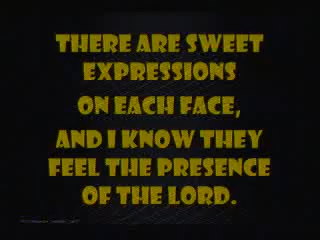 THERE ARE SWEET
EXPRESSIONS
ON EACH FACE,
AND I KNOW THEY
FEEL THE PRESENCE
OF THE LORD.